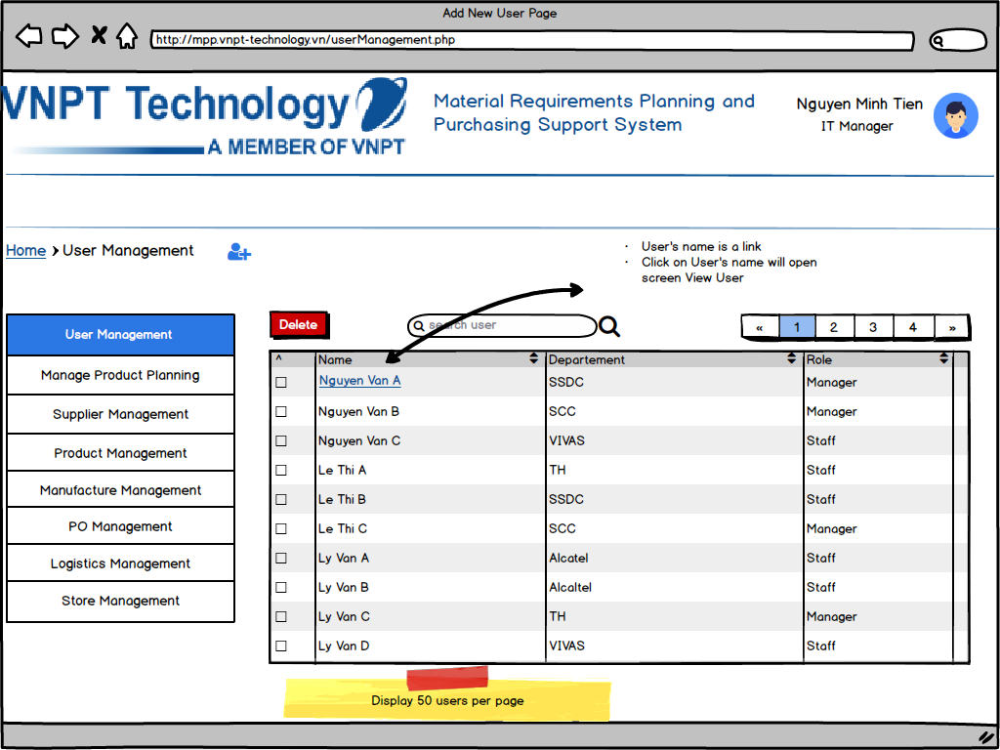 Add New User Page
http://mpp.vnpt-technology.vn/userManagement.php
VNPT Technology
A MEMBER OF VNPT
Material Requirements Planning and
Purchasing Support System
Nguyen Minh Tien
IT Manager
Home > User Management
· User's name is a link
· Click on User's name will open
screen View User
User Management
Manage Product Planning
Supplier Management
Product Management
Manufacture Management
PO Management
Logistics Management
Store Management
Delete
search user
« 1 2 3 4 »
^ Name Departement Role
Nguyen Van A SSDC Manager
Nguyen Van B SCC Manager
Nguyen Van C VIVAS Staff
Le Thi A TH Staff
Le Thi B SSDC Staff
Le Thi C SCC Manager
Ly Van A Alcatel Staff
Ly Van B Alcaltel Staff
Ly Van C TH Manager
Ly Van D VIVAS Staff
Display 50 users per page